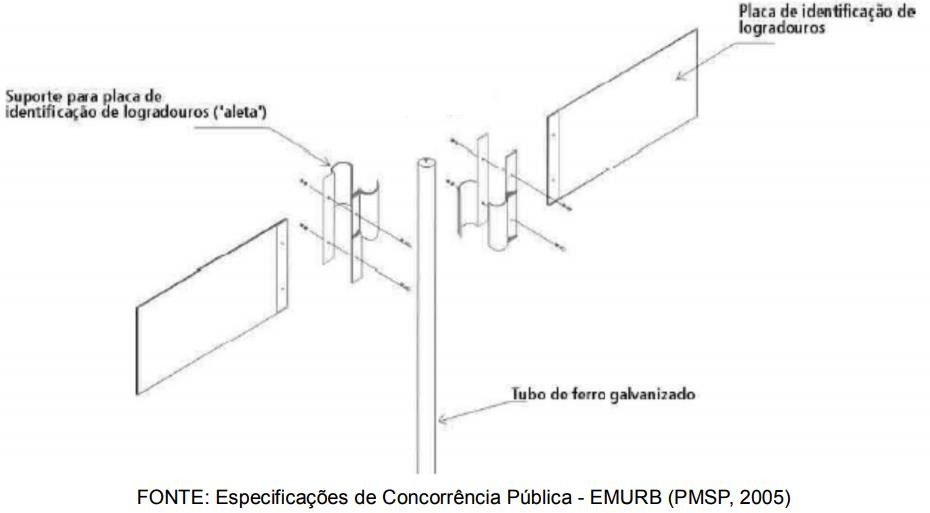 Placa de identificação de
logradouros
Suporte para placa de
identificação de logradouros ("aleta")
Tubo de ferro galvanizado
FONTE: Especificações de Concorrência Pública - EMURB (PMSP, 2005)